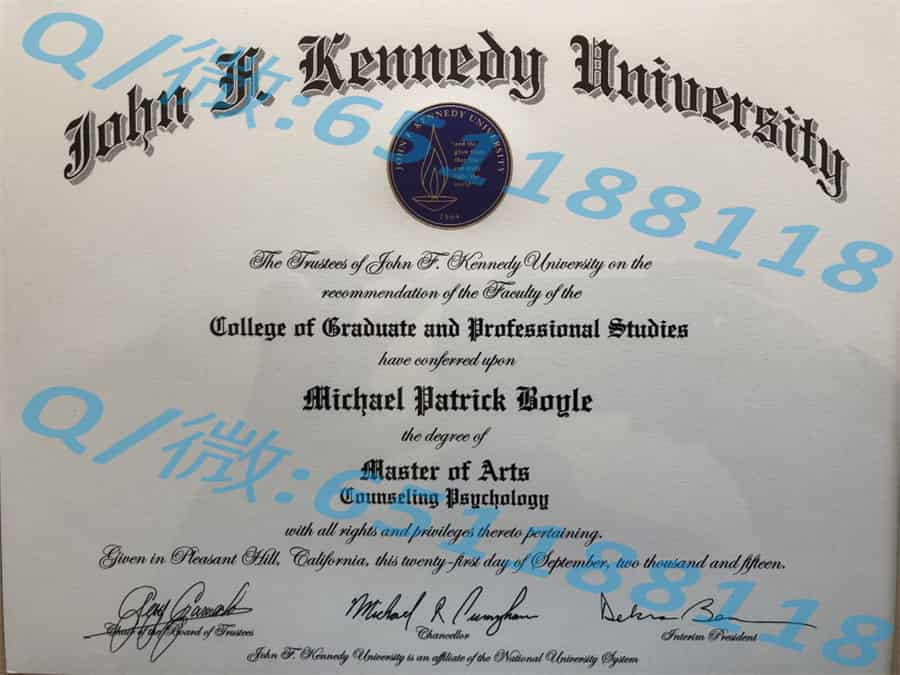 John F. Kennedy University
Q/微:651188118
JOHN F. KENNEDY UNIVERSITY
1964
The Trustees of John F. Kennedy University on the
recommendation of the Faculty of the
College of Graduate and Professional Studies
have conferred upon
Michael Patrick Boyle
the degree of
Master of Arts
Counseling Psychology
Q/微:651188118
with all rights and privileges thereto pertaining.
Given in Pleasant Hill, California, this twenty-first day of September, two thousand and fifteen.
Chair of the Board of Trustees
Chancellor
Interim President
John F. Kennedy University is an affiliate of the National University System